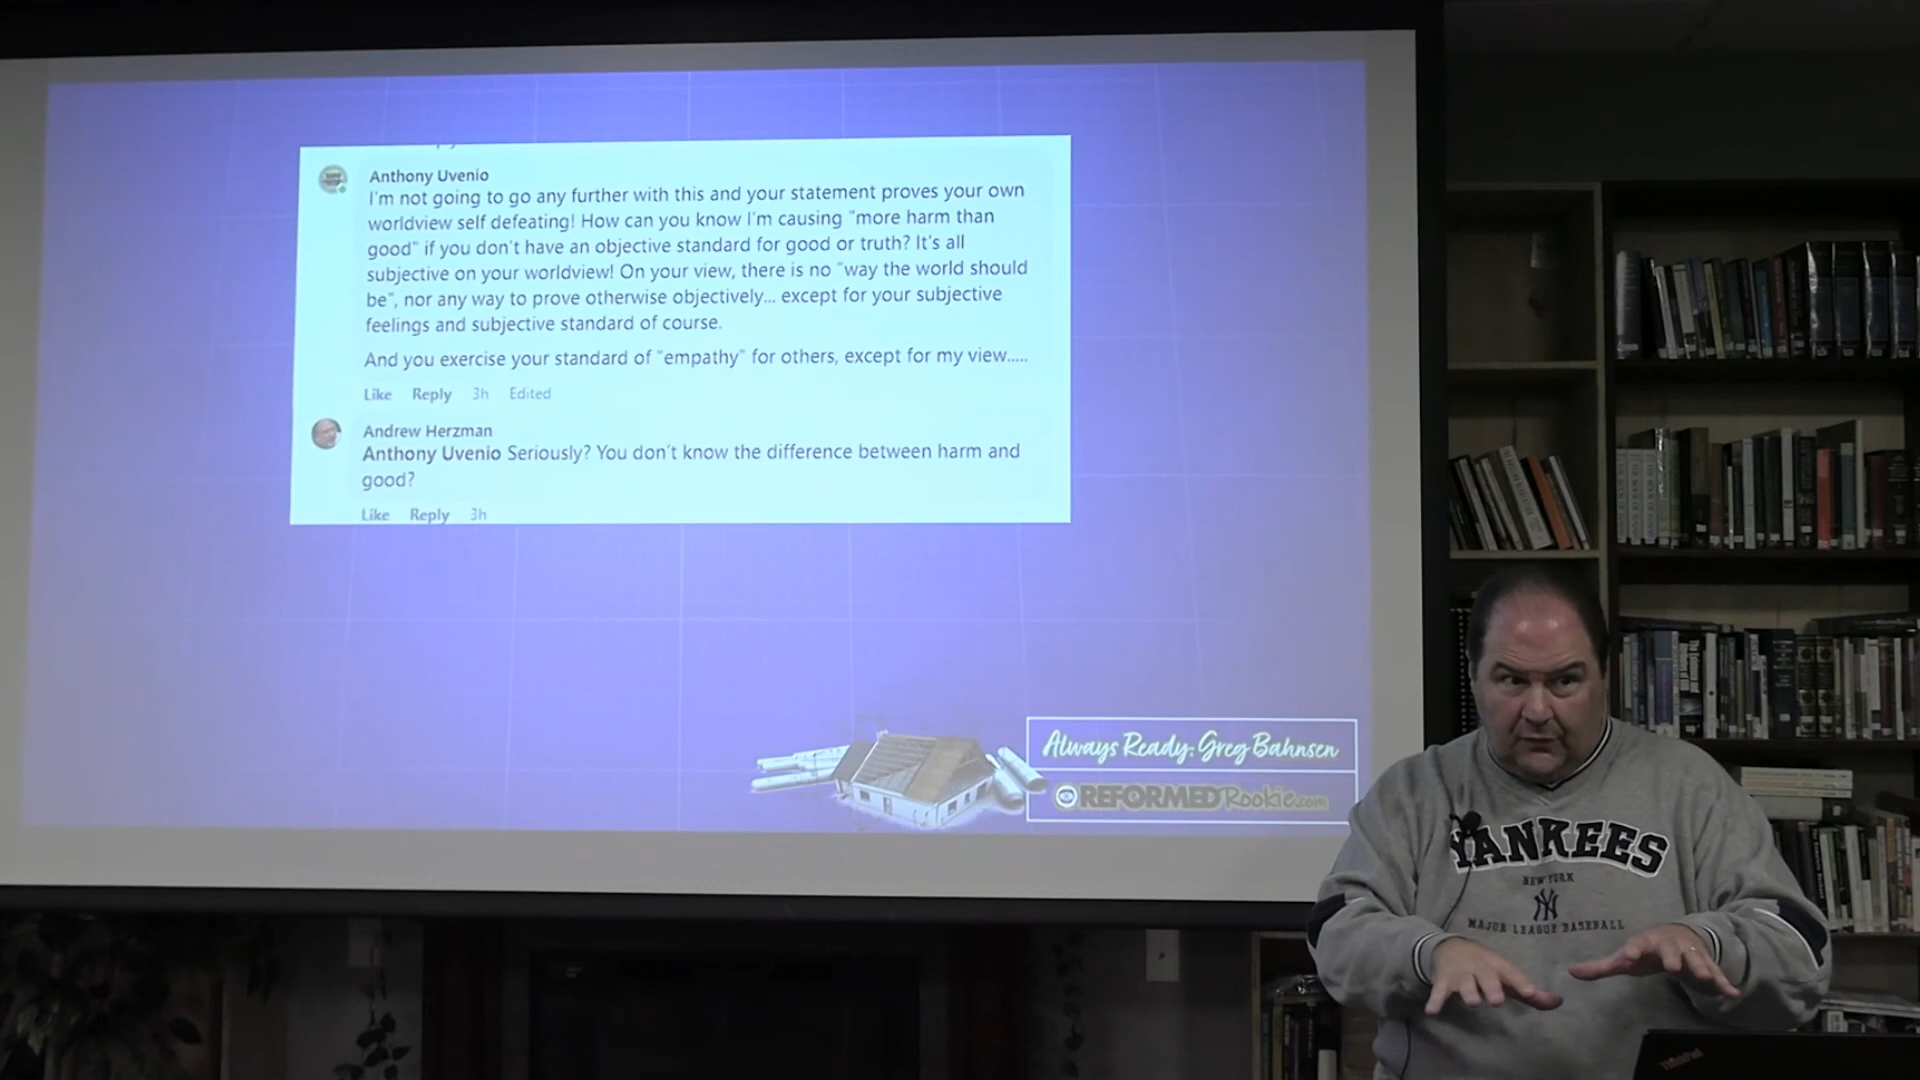 Anthony Uvenio
I'm not going to go any further with this and your statement proves your own
worldview self defeating! How can you know I'm causing "more harm than
good" if you don't have an objective standard for good or truth? It's all
subjective on your worldview! On your view, there is no "way the world should
be", nor any way to prove otherwise objectively... except for your subjective
feelings and subjective standard of course.
And you exercise your standard of "empathy" for others, except for my view.....
Like Reply 3h Edited
Andrew Herzman
Anthony Uvenio Seriously? You don't know the difference between harm and
good?
Like Reply 3h
Always Ready: Greg Bahnsen
REFORMEDRookie.com
YANKEES
NEW YORK
NY
MAJOR LEAGUE BASEBALL
ThinkPad